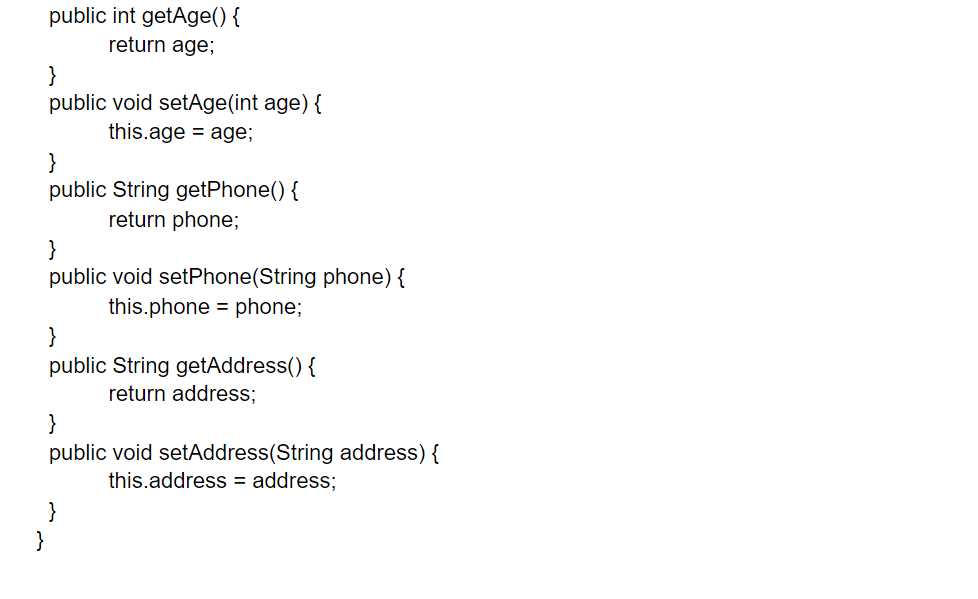 public int getAge() {
return age;
}
public void setAge(int age) {
this.age = age;
}
public String getPhone() {
return phone;
}
public void setPhone(String phone) {
this.phone = phone;
}
public String getAddress() {
return address;
}
public void setAddress(String address) {
this.address = address;
}
}